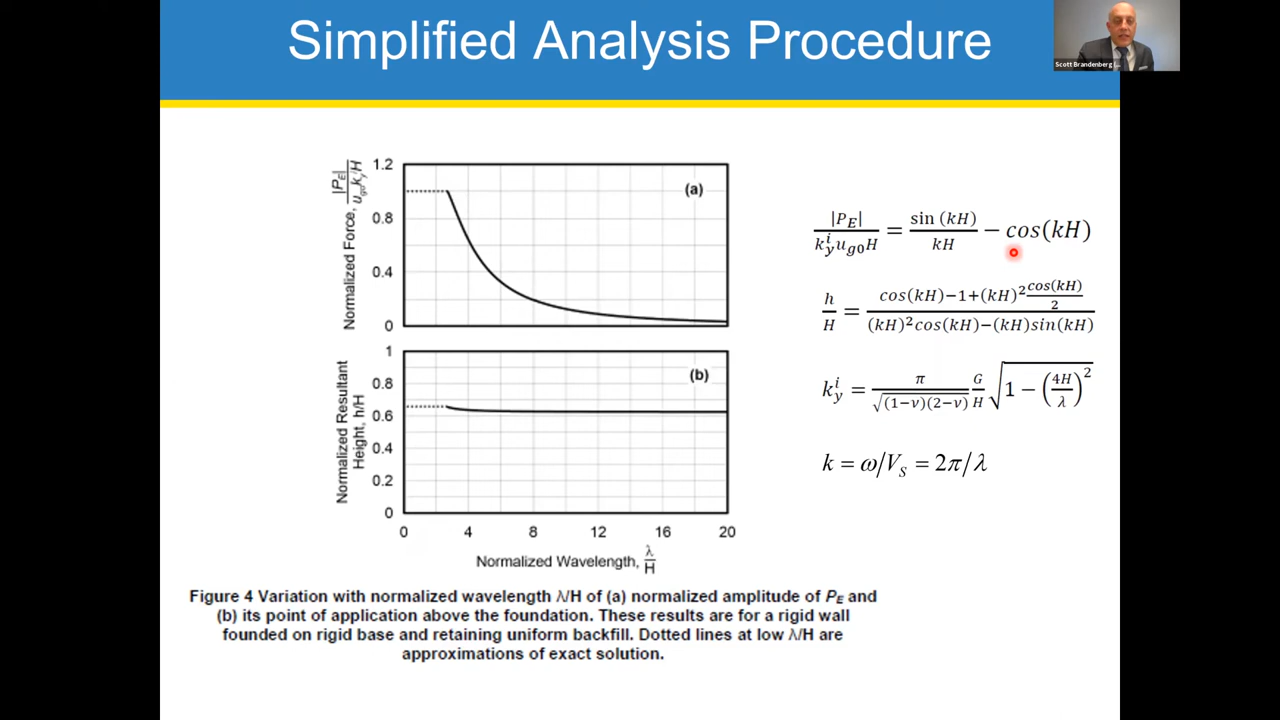 Simplified Analysis Procedure
Scott Brandenberg
|P_E| / (u_g0 k_y^i H)
Normalized Force,
1.2
0.8
0.4
0
(a)
Normalized Resultant
Height, h/H
1
0.8
0.6
0.4
0.2
0
(b)
0 4 8 12 16 20
Normalized Wavelength, λ/H
|P_E| / (k_y^i u_g0 H) = sin (kH) / kH − cos(kH)
h/H = (cos(kH)−1+(kH)^2 cos(kH)/2) / ((kH)^2 cos(kH)−(kH)sin(kH))
k_y^i = π/√((1−ν)(2−ν)) G/H √(1 − (4H/λ)^2)
k = ω/V_S = 2π/λ
Figure 4 Variation with normalized wavelength λ/H of (a) normalized amplitude of P_E and
(b) its point of application above the foundation. These results are for a rigid wall
founded on rigid base and retaining uniform backfill. Dotted lines at low λ/H are
approximations of exact solution.